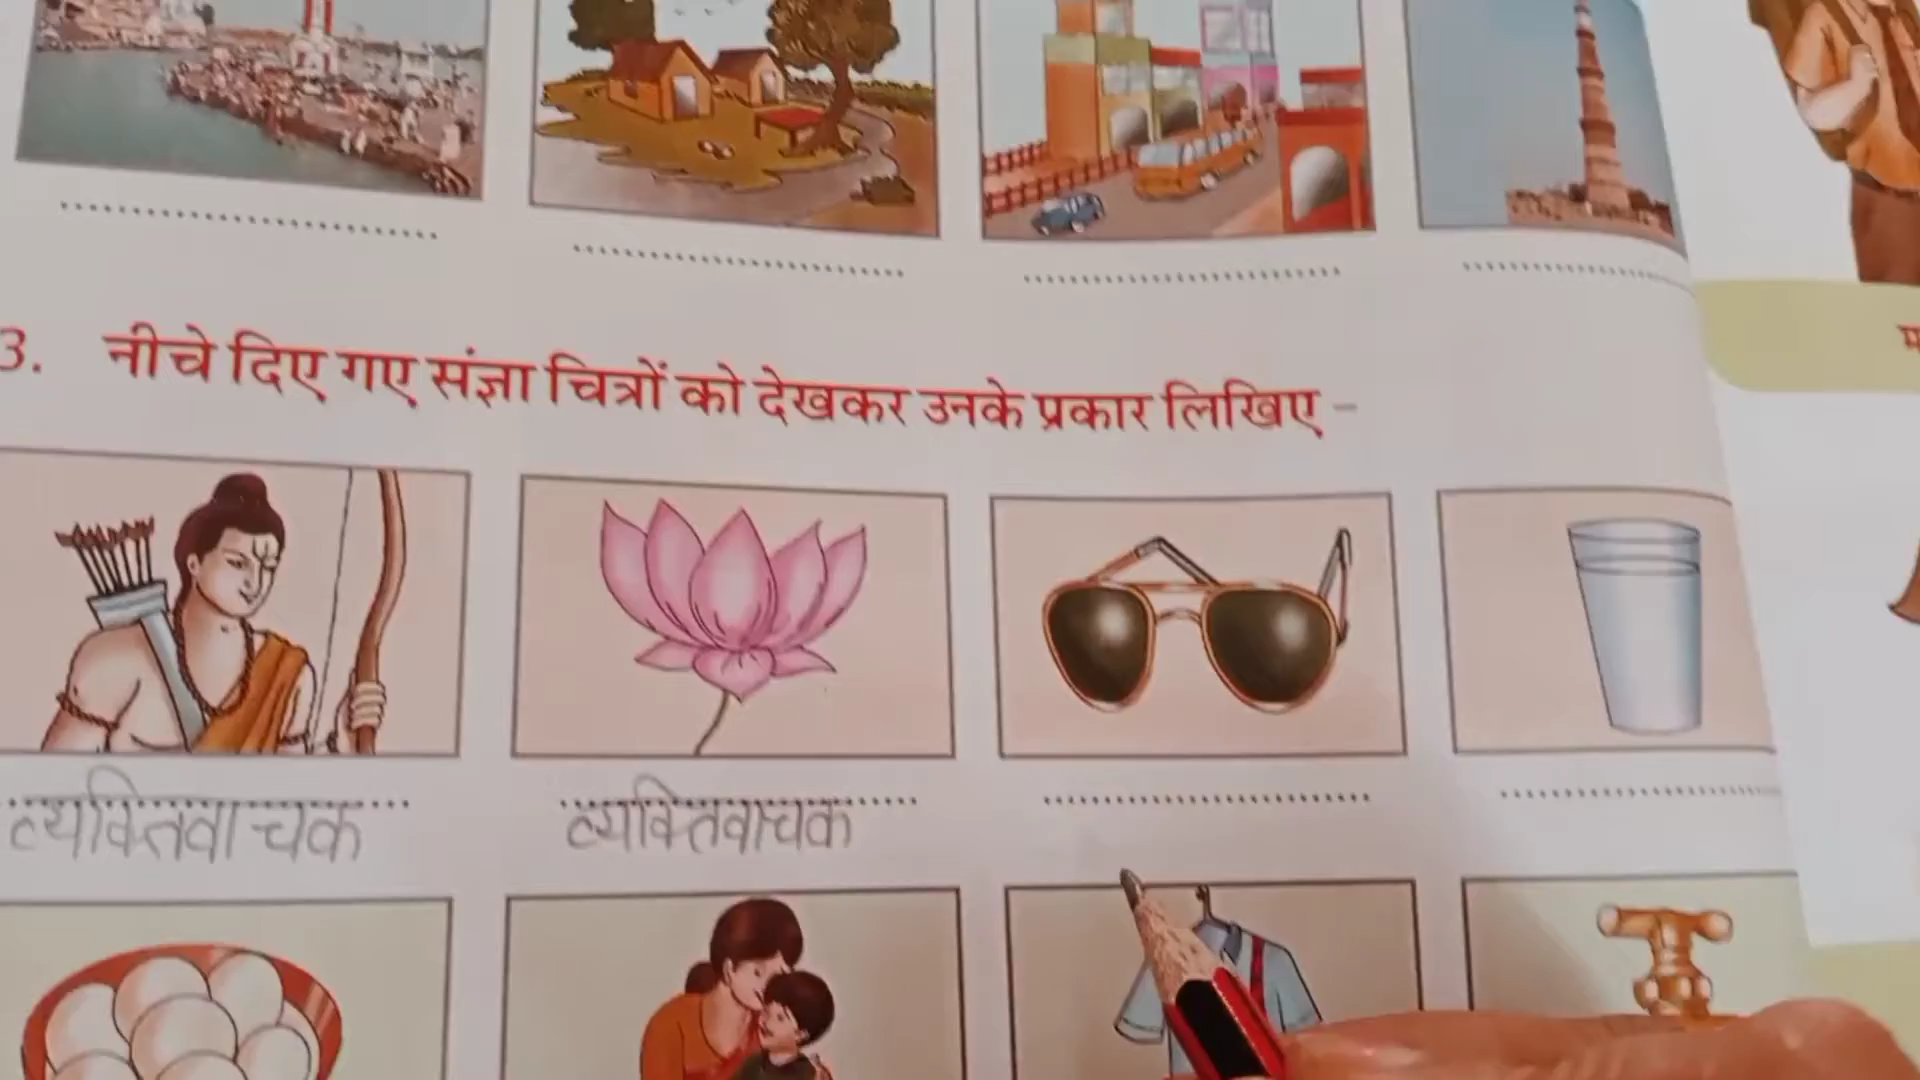 3. नीचे दिए गए संज्ञा चित्रों को देखकर उनके प्रकार लिखिए –
व्यक्तिवाचक
व्यक्तिवाचक